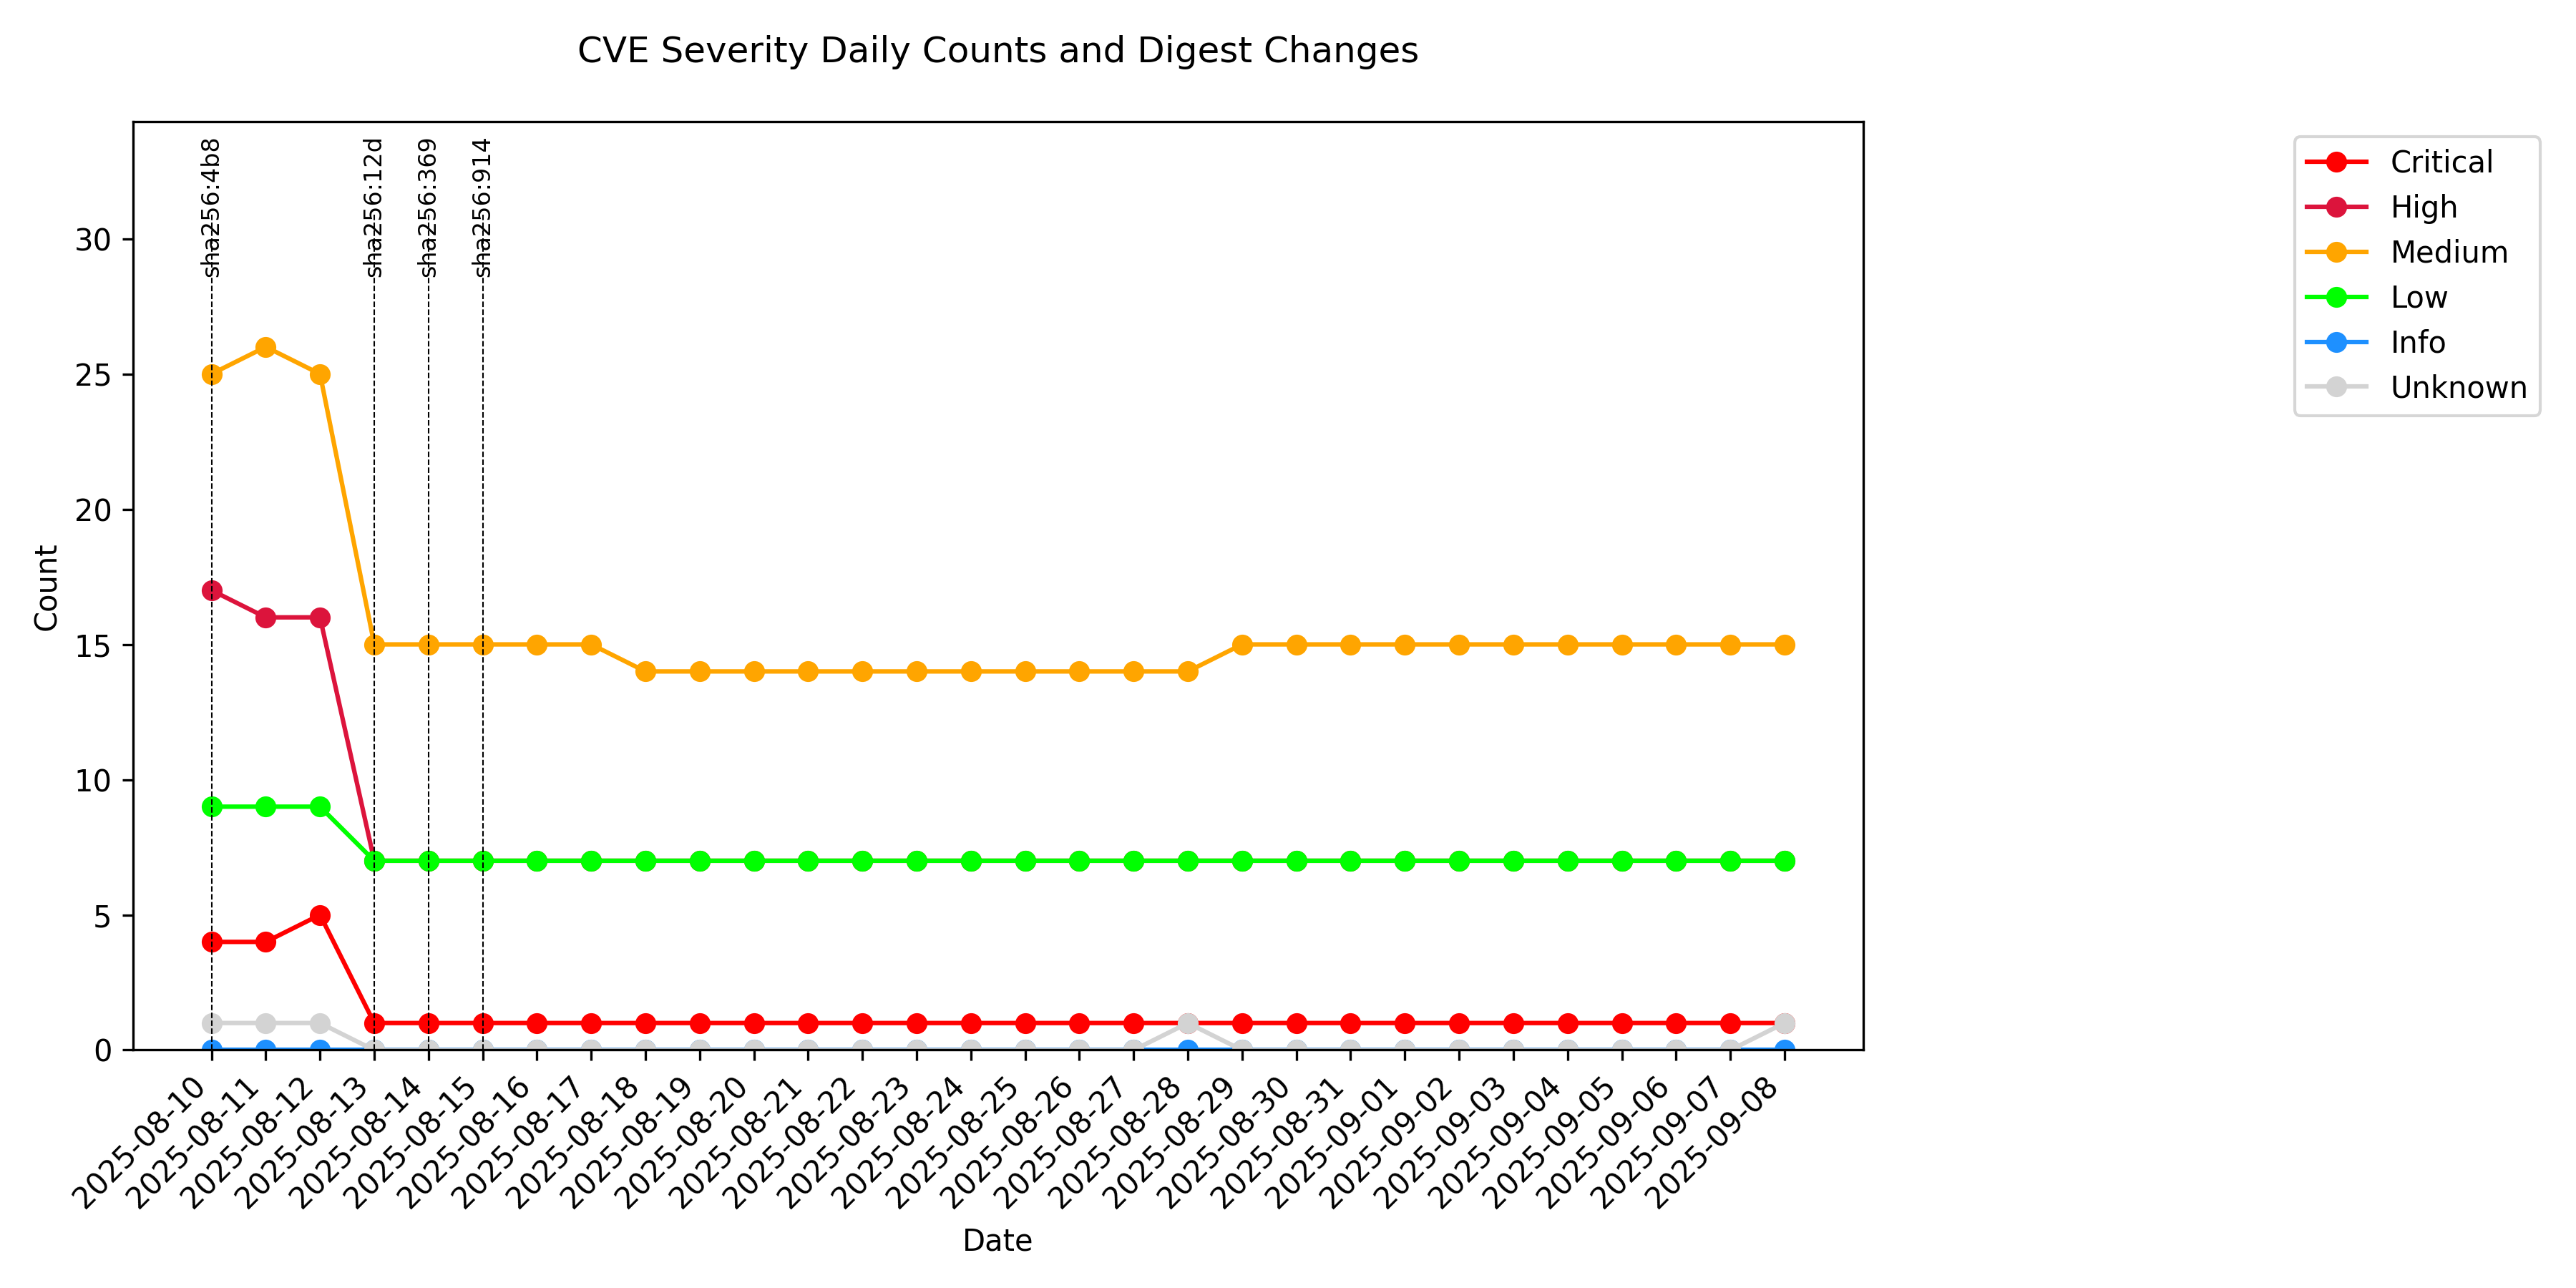 CVE Severity Daily Counts and Digest Changes
sha256:4b8
sha256:12d
sha256:369
sha256:914
Critical
High
Medium
Low
Info
Unknown
Count
30
25
20
15
10
5
0
2025-08-10
2025-08-11
2025-08-12
2025-08-13
2025-08-14
2025-08-15
2025-08-16
2025-08-17
2025-08-18
2025-08-19
2025-08-20
2025-08-21
2025-08-22
2025-08-23
2025-08-24
2025-08-25
2025-08-26
2025-08-27
2025-08-28
2025-08-29
2025-08-30
2025-08-31
2025-09-01
2025-09-02
2025-09-03
2025-09-04
2025-09-05
2025-09-06
2025-09-07
2025-09-08
Date